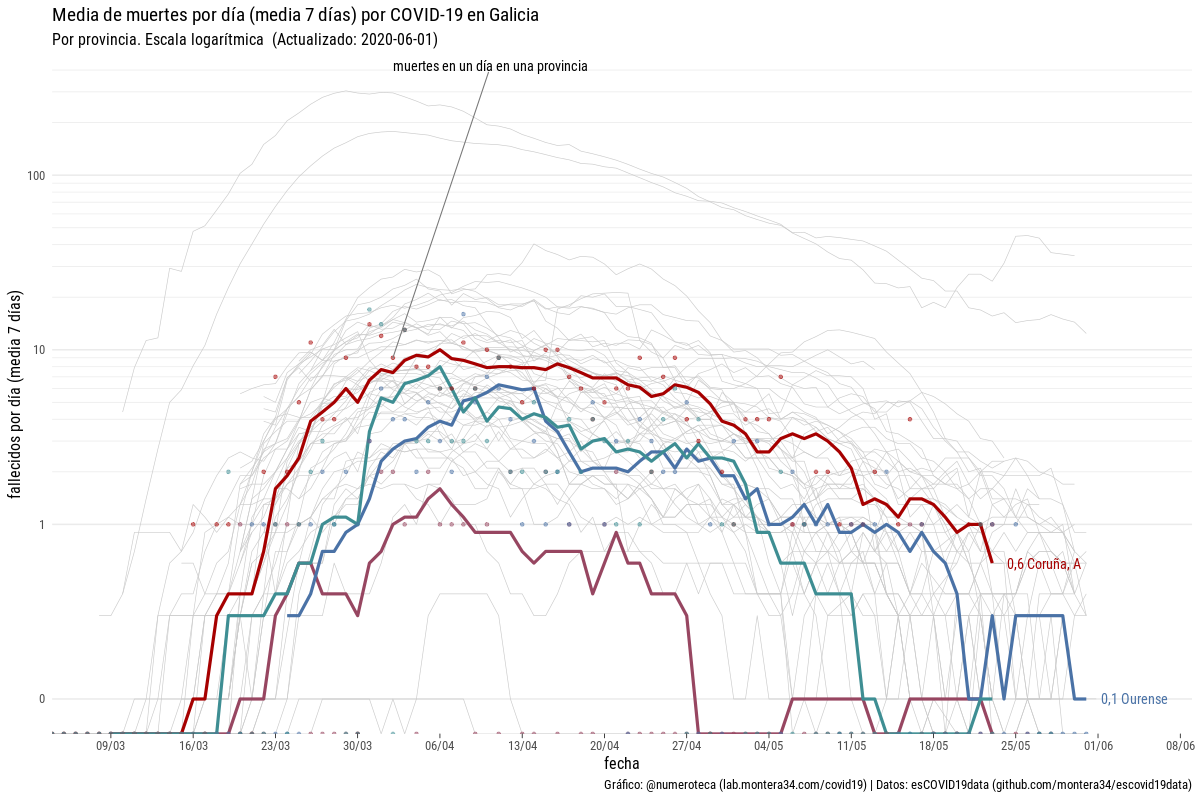 Media de muertes por día (media 7 días) por COVID-19 en Galicia
Por provincia. Escala logarítmica  (Actualizado: 2020-06-01)
muertes en un día en una provincia
fallecidos por día (media  7 días)
100
10
1
0
0,6 Coruña, A
0,1 Ourense
09/03 16/03 23/03 30/03 06/04 13/04 20/04 27/04 04/05 11/05 18/05 25/05 01/06 08/06
fecha
Gráfico: @numeroteca (lab.montera34.com/covid19) | Datos: esCOVID19data (github.com/montera34/escovid19data)